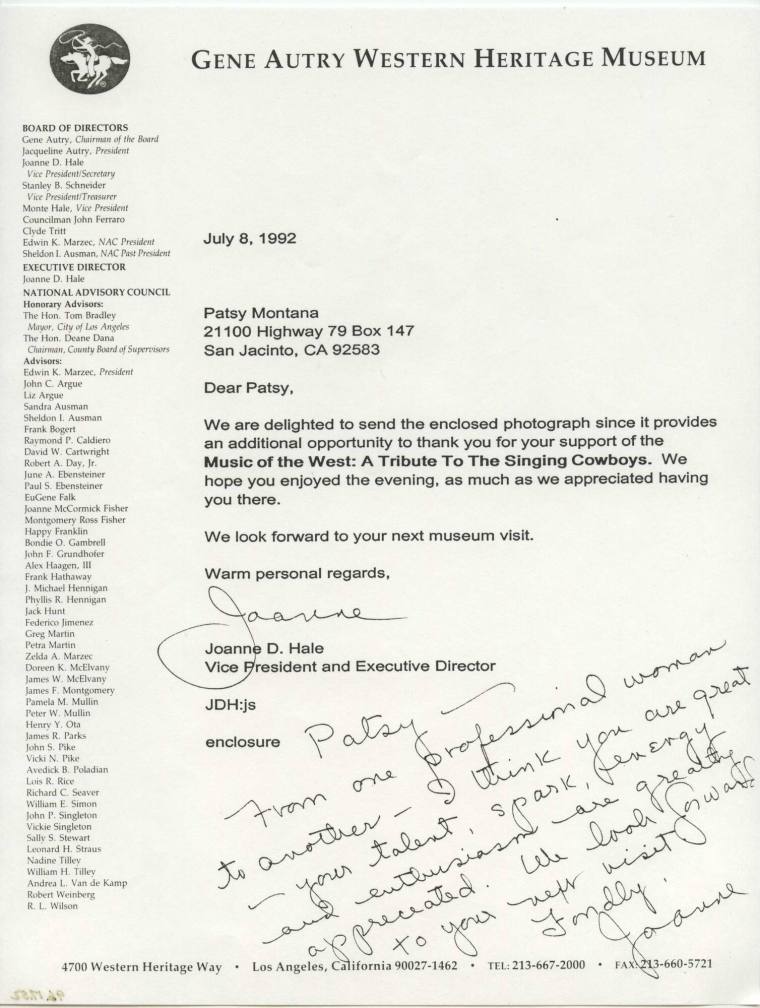 GENE AUTRY WESTERN HERITAGE MUSEUM
BOARD OF DIRECTORS
Gene Autry, Chairman of the Board
Jacqueline Autry, President
Joanne D. Hale
Vice President/Secretary
Stanley B. Schneider
Vice President/Treasurer
Monte Hale, Vice President
Councilman John Ferraro
Clyde Tritt
Edwin K. Marzec, NAC President
Sheldon I. Ausman, NAC Past President
EXECUTIVE DIRECTOR
Joanne D. Hale
NATIONAL ADVISORY COUNCIL
Honorary Advisors:
The Hon. Tom Bradley
Mayor, City of Los Angeles
The Hon. Deane Dana
Chairman, County Board of Supervisors
Advisors:
Edwin K. Marzec, President
John C. Argue
Liz Argue
Sandra Ausman
Sheldon I. Ausman
Frank Bogert
Raymond P. Caldiero
David W. Cartwright
Robert A. Day, Jr.
June A. Ebensteiner
Paul S. Ebensteiner
EuGene Falk
Joanne McCormick Fisher
Montgomery Ross Fisher
Happy Franklin
Bondie O. Gambrell
John F. Grundhofer
Alex Haagen, III
Frank Hathaway
J. Michael Hennigan
Phyllis R. Hennigan
Jack Hunt
Federico Jimenez
Greg Martin
Petra Martin
Zelda A. Marzec
Doreen K. McElvany
James W. McElvany
James F. Montgomery
Pamela M. Mullin
Peter W. Mullin
Henry Y. Ota
James R. Parks
John S. Pike
Vicki N. Pike
Avedick B. Poladian
Lois R. Rice
Richard C. Seaver
William E. Simon
John P. Singleton
Vickie Singleton
Sally S. Stewart
Leonard H. Straus
Nadine Tilley
William H. Tilley
Andrea L. Van de Kamp
Robert Weinberg
R. L. Wilson
July 8, 1992
Patsy Montana
21100 Highway 79 Box 147
San Jacinto, CA 92583
Dear Patsy,
We are delighted to send the enclosed photograph since it provides
an additional opportunity to thank you for your support of the
Music of the West: A Tribute To The Singing Cowboys. We
hope you enjoyed the evening, as much as we appreciated having
you there.
We look forward to your next museum visit.
Warm personal regards,
Joanne
Joanne D. Hale
Vice President and Executive Director
JDH:js
enclosure
Patsy —
From one professional woman
to another — I think you are great
— your talent, spark, energy
and enthusiasm are greatly
appreciated. We look forward
to your next visit
Fondly,
Joanne
4700 Western Heritage Way • Los Angeles, California 90027-1462 • TEL: 213-667-2000 • FAX: 213-660-5721